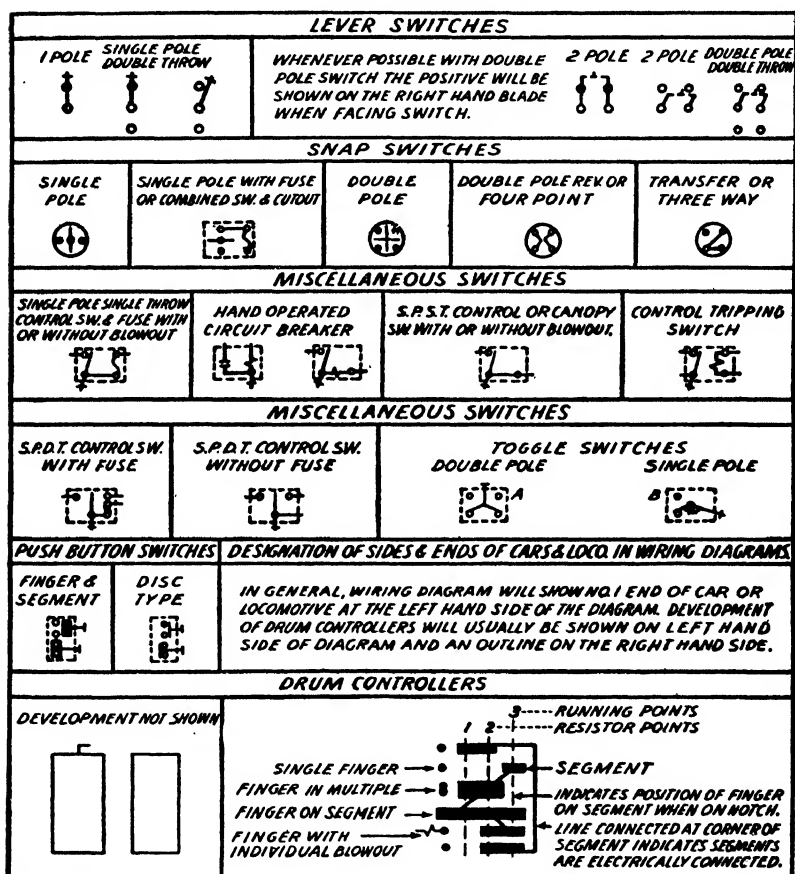 LEVER SWITCHES
1 POLE
SINGLE POLE
DOUBLE THROW
WHENEVER POSSIBLE WITH DOUBLE
POLE SWITCH THE POSITIVE WILL BE
SHOWN ON THE RIGHT HAND BLADE
WHEN FACING SWITCH.
2 POLE
2 POLE
DOUBLE POLE
DOUBLE THROW
SNAP SWITCHES
SINGLE
POLE
SINGLE POLE WITH FUSE
OR COMBINED SW. & CUTOUT
DOUBLE
POLE
DOUBLE POLE REV. OR
FOUR POINT
TRANSFER OR
THREE WAY
MISCELLANEOUS SWITCHES
SINGLE POLE SINGLE THROW
CONTROL SW. & FUSE WITH
OR WITHOUT BLOWOUT
HAND OPERATED
CIRCUIT BREAKER
S.P.S.T. CONTROL OR CANOPY
SW. WITH OR WITHOUT BLOWOUT.
CONTROL TRIPPING
SWITCH
MISCELLANEOUS SWITCHES
S.P.D.T. CONTROL SW.
WITH FUSE
S.P.D.T. CONTROL SW.
WITHOUT FUSE
TOGGLE SWITCHES
DOUBLE POLE
SINGLE POLE
A
B
PUSH BUTTON SWITCHES
DESIGNATION OF SIDES & ENDS OF CARS & LOCO. IN WIRING DIAGRAMS
FINGER &
SEGMENT
DISC
TYPE
IN GENERAL, WIRING DIAGRAM WILL SHOW NO. 1 END OF CAR OR
LOCOMOTIVE AT THE LEFT HAND SIDE OF THE DIAGRAM. DEVELOPMENT
OF DRUM CONTROLLERS WILL USUALLY BE SHOWN ON LEFT HAND
SIDE OF DIAGRAM AND AN OUTLINE ON THE RIGHT HAND SIDE.
DRUM CONTROLLERS
DEVELOPMENT NOT SHOWN
3 RUNNING POINTS
1 2 RESISTOR POINTS
SINGLE FINGER
SEGMENT
FINGER IN MULTIPLE
INDICATES POSITION OF FINGER
ON SEGMENT WHEN ON NOTCH.
FINGER ON SEGMENT
FINGER WITH
INDIVIDUAL BLOWOUT
LINE CONNECTED AT CORNER OF
SEGMENT INDICATES SEGMENTS
ARE ELECTRICALLY CONNECTED.